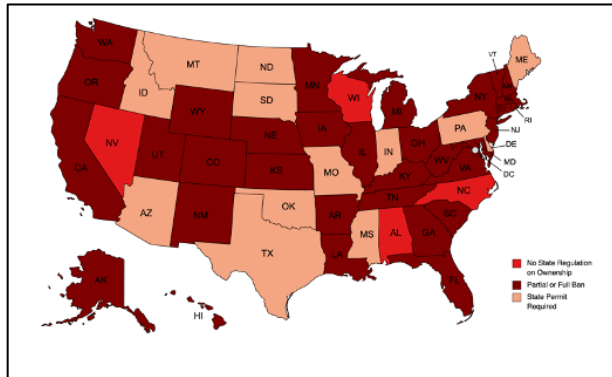 WA
MT
ND
MN
ME
VT
OR
ID
SD
WI
MI
NY
RI
WY
IA
PA
NJ
NE
DE
NV
IL
IN
OH
MD
UT
CO
WV
VA
DC
CA
KS
MO
KY
NC
TN
AZ
NM
OK
AR
SC
MS
AL
GA
TX
LA
AK
FL
HI
No State Regulation
on Ownership
Partial or Full Ban
State Permit
Required